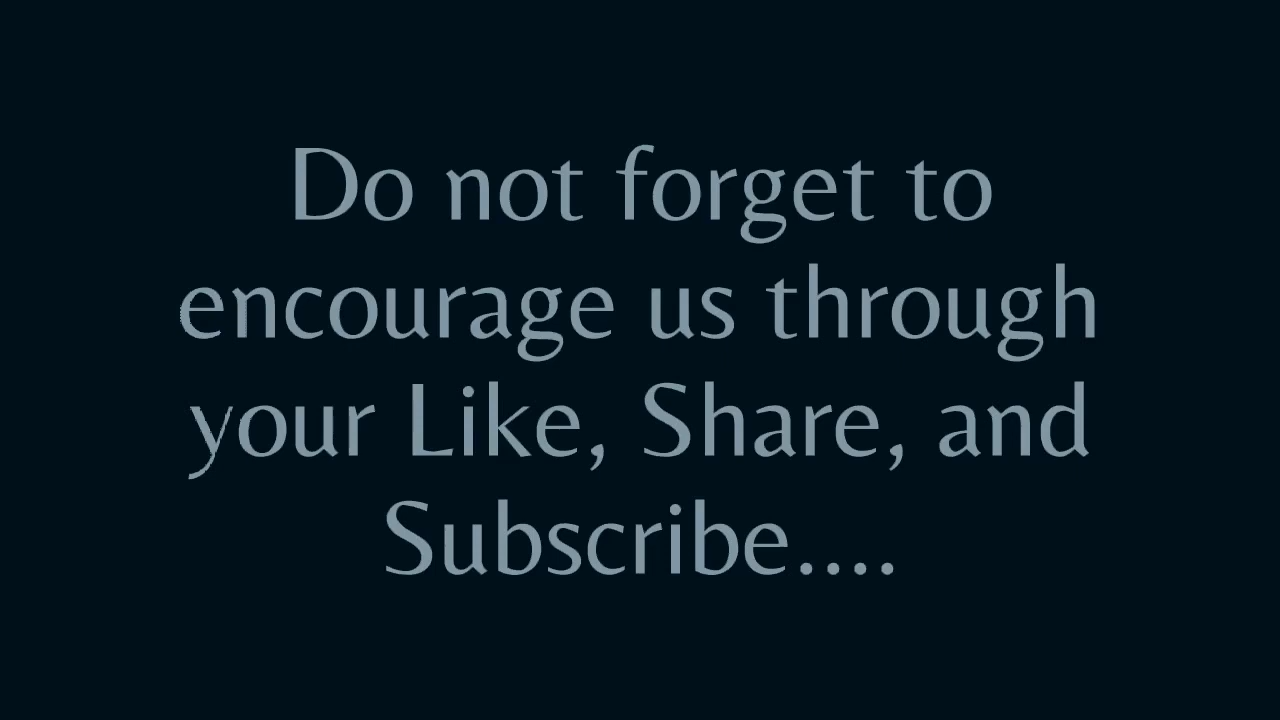 Do not forget to
encourage us through
your Like, Share, and
Subscribe....